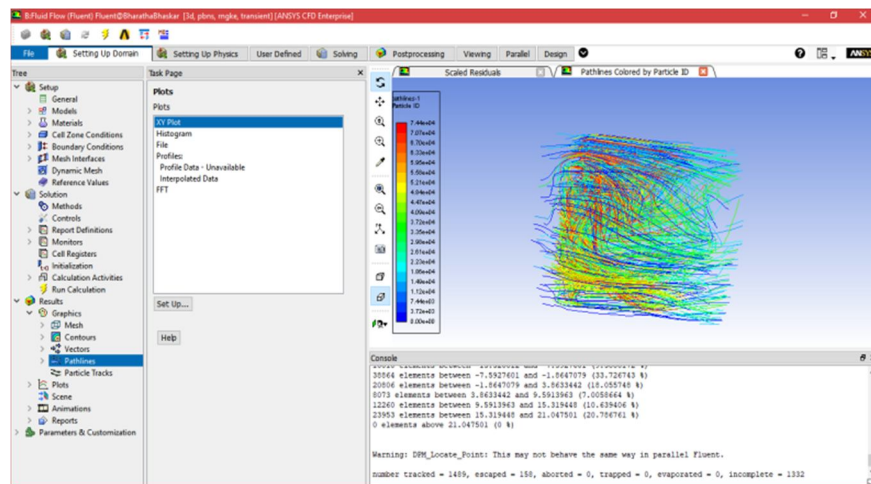 B:Fluid Flow (Fluent) Fluent@BharathaBhaskar [3d, pbns, rngke, transient] [ANSYS CFD Enterprise]
File Setting Up Domain Setting Up Physics User Defined Solving Postprocessing Viewing Parallel Design
ANSYS
Tree
Setup
General
Models
Materials
Cell Zone Conditions
Boundary Conditions
Mesh Interfaces
Dynamic Mesh
Reference Values
Solution
Methods
Controls
Report Definitions
Monitors
Cell Registers
Initialization
Calculation Activities
Run Calculation
Results
Graphics
Mesh
Contours
Vectors
Pathlines
Particle Tracks
Plots
Scene
Animations
Reports
Parameters & Customization
Task Page
Plots
Plots
XY Plot
Histogram
File
Profiles:
Profile Data - Unavailable
Interpolated Data
FFT
Set Up...
Help
Scaled Residuals Pathlines Colored by Particle ID
pathlines-1
Particle ID
7.44e+04
7.07e+04
6.70e+04
6.33e+04
5.95e+04
5.58e+04
5.21e+04
4.84e+04
4.47e+04
4.09e+04
3.72e+04
3.35e+04
2.98e+04
2.61e+04
2.23e+04
1.86e+04
1.49e+04
1.12e+04
7.44e+03
3.72e+03
0.00e+00
Console
38864 elements between -7.5927601 and -1.8647079 (33.726743 %)
20806 elements between -1.8647079 and 3.8633442 (18.055748 %)
8073 elements between 3.8633442 and 9.5913963 (7.0058664 %)
12260 elements between 9.5913963 and 15.319448 (10.639406 %)
23953 elements between 15.319448 and 21.047501 (20.786761 %)
0 elements above 21.047501 (0 %)
Warning: DPM_Locate_Point: This may not behave the same way in parallel Fluent.
number tracked = 1489, escaped = 158, aborted = 0, trapped = 0, evaporated = 0, incomplete = 1332